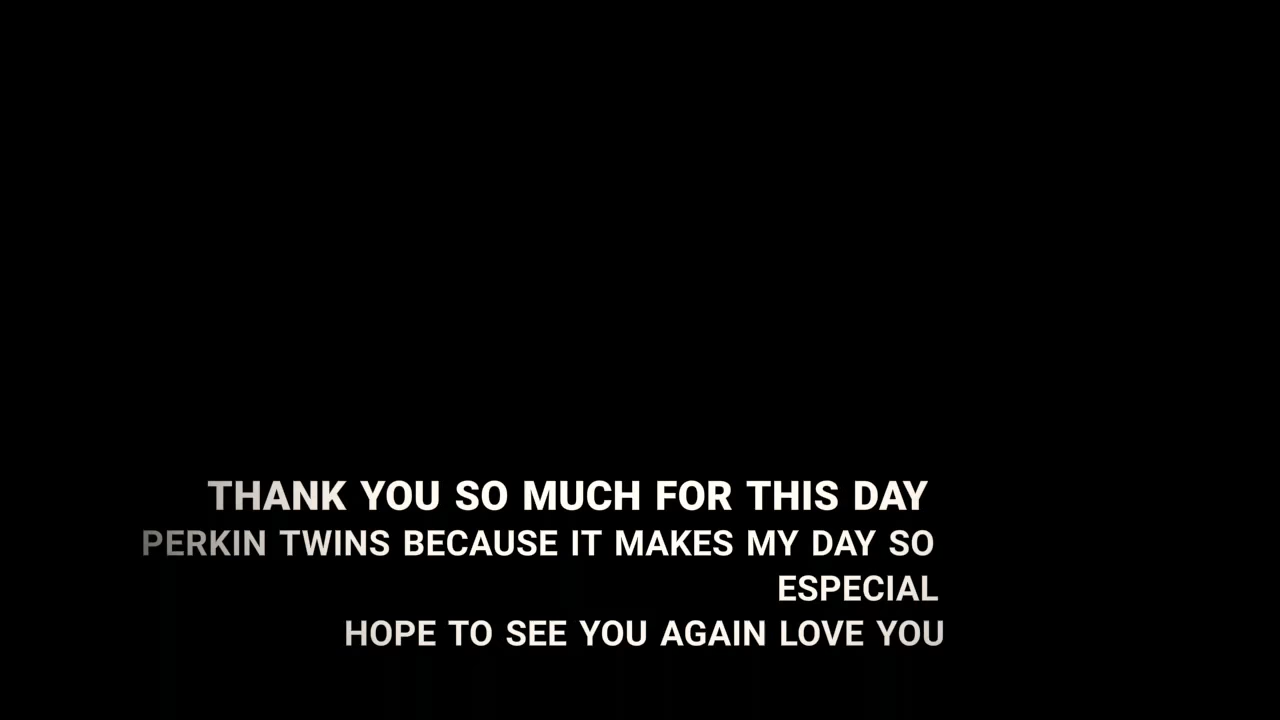 THANK YOU SO MUCH FOR THIS DAY
PERKIN TWINS BECAUSE IT MAKES MY DAY SO
ESPECIAL
HOPE TO SEE YOU AGAIN LOVE YOU